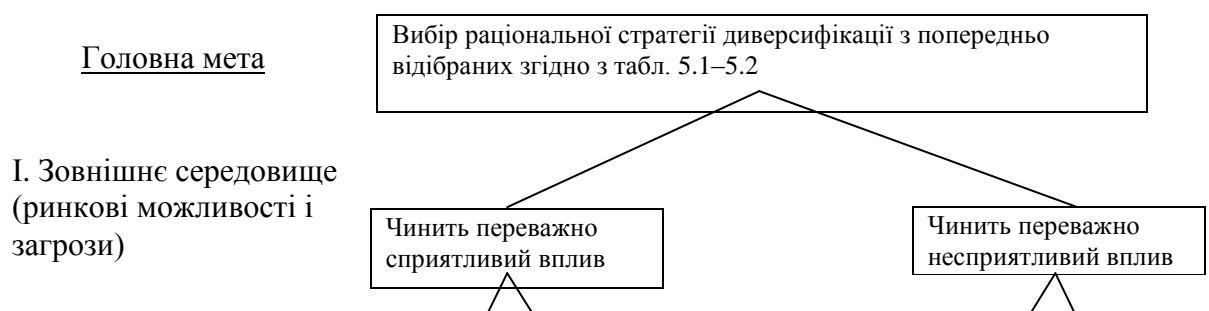 Головна мета
Вибір раціональної стратегії диверсифікації з попередньо
відібраних згідно з табл. 5.1–5.2
І. Зовнішнє середовище
(ринкові можливості і
загрози)
Чинить переважно
сприятливий вплив
Чинить переважно
несприятливий вплив